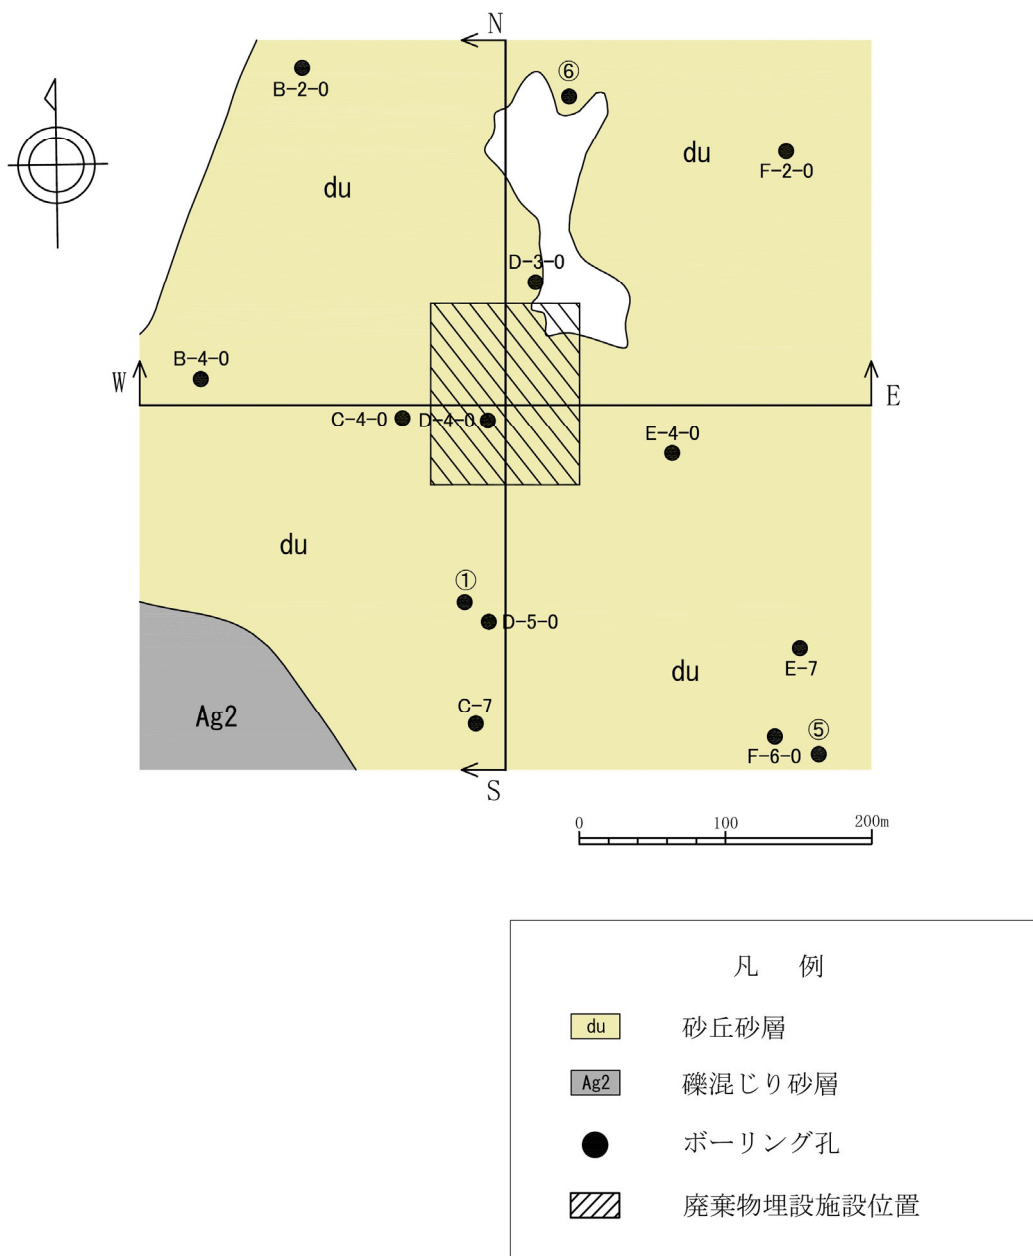 N
⑥
B-2-0
du
F-2-0
du
D-3-0
B-4-0
W
E
C-4-0
D-4-0
E-4-0
du
①
D-5-0
E-7
du
Ag2
C-7
⑤
F-6-0
S
0
100
200m
凡 例
du 砂丘砂層
Ag2 礫混じり砂層
ボーリング孔
廃棄物埋設施設位置